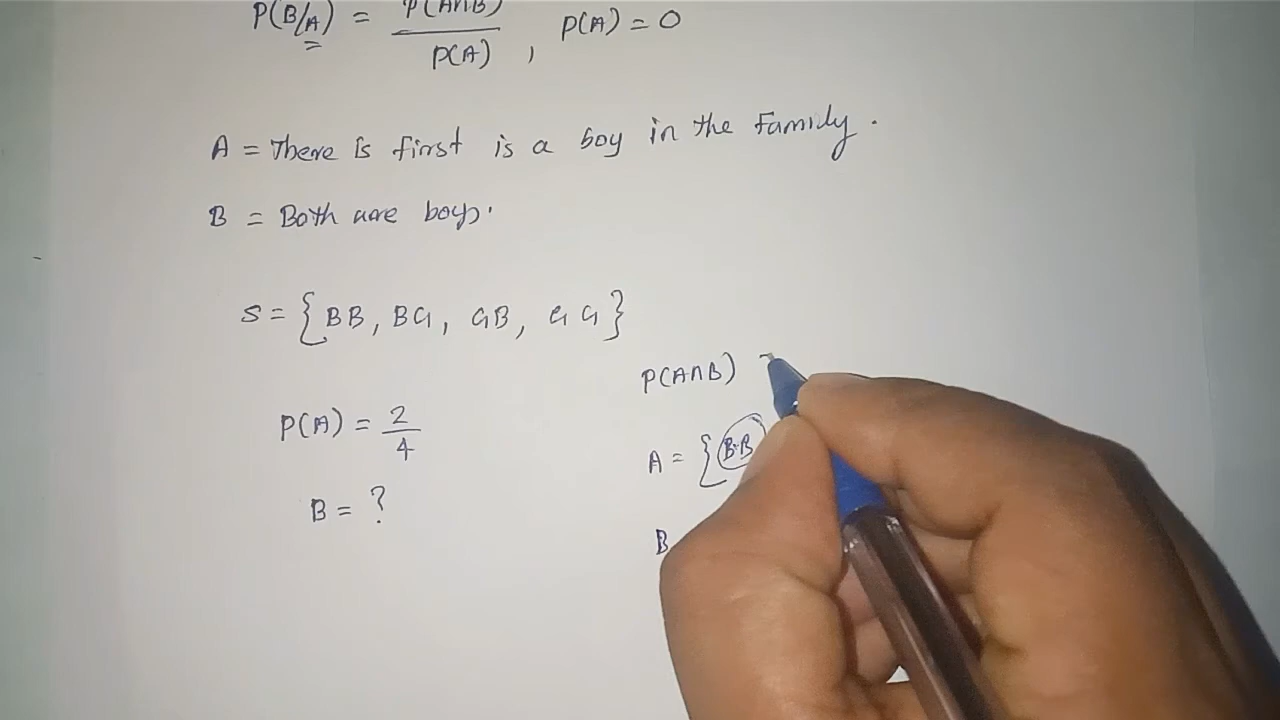 P(B/A) = P(A∩B) / P(A) , P(A) = 0
A = There is first is a boy in the Family.
B = Both are boys.
S = {BB, BG, GB, GG}
P(A∩B)
P(A) = 2/4
A = {B.B
B = ?
B